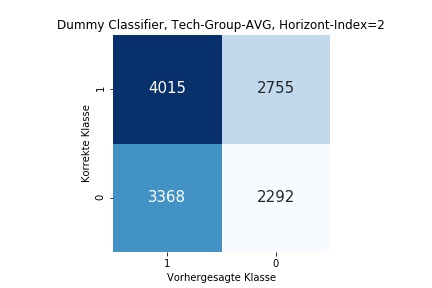 Dummy Classifier, Tech-Group-AVG, Horizont-Index=2
Korrekte Klasse
1
4015
2755
0
3368
2292
1
0
Vorhergesagte Klasse